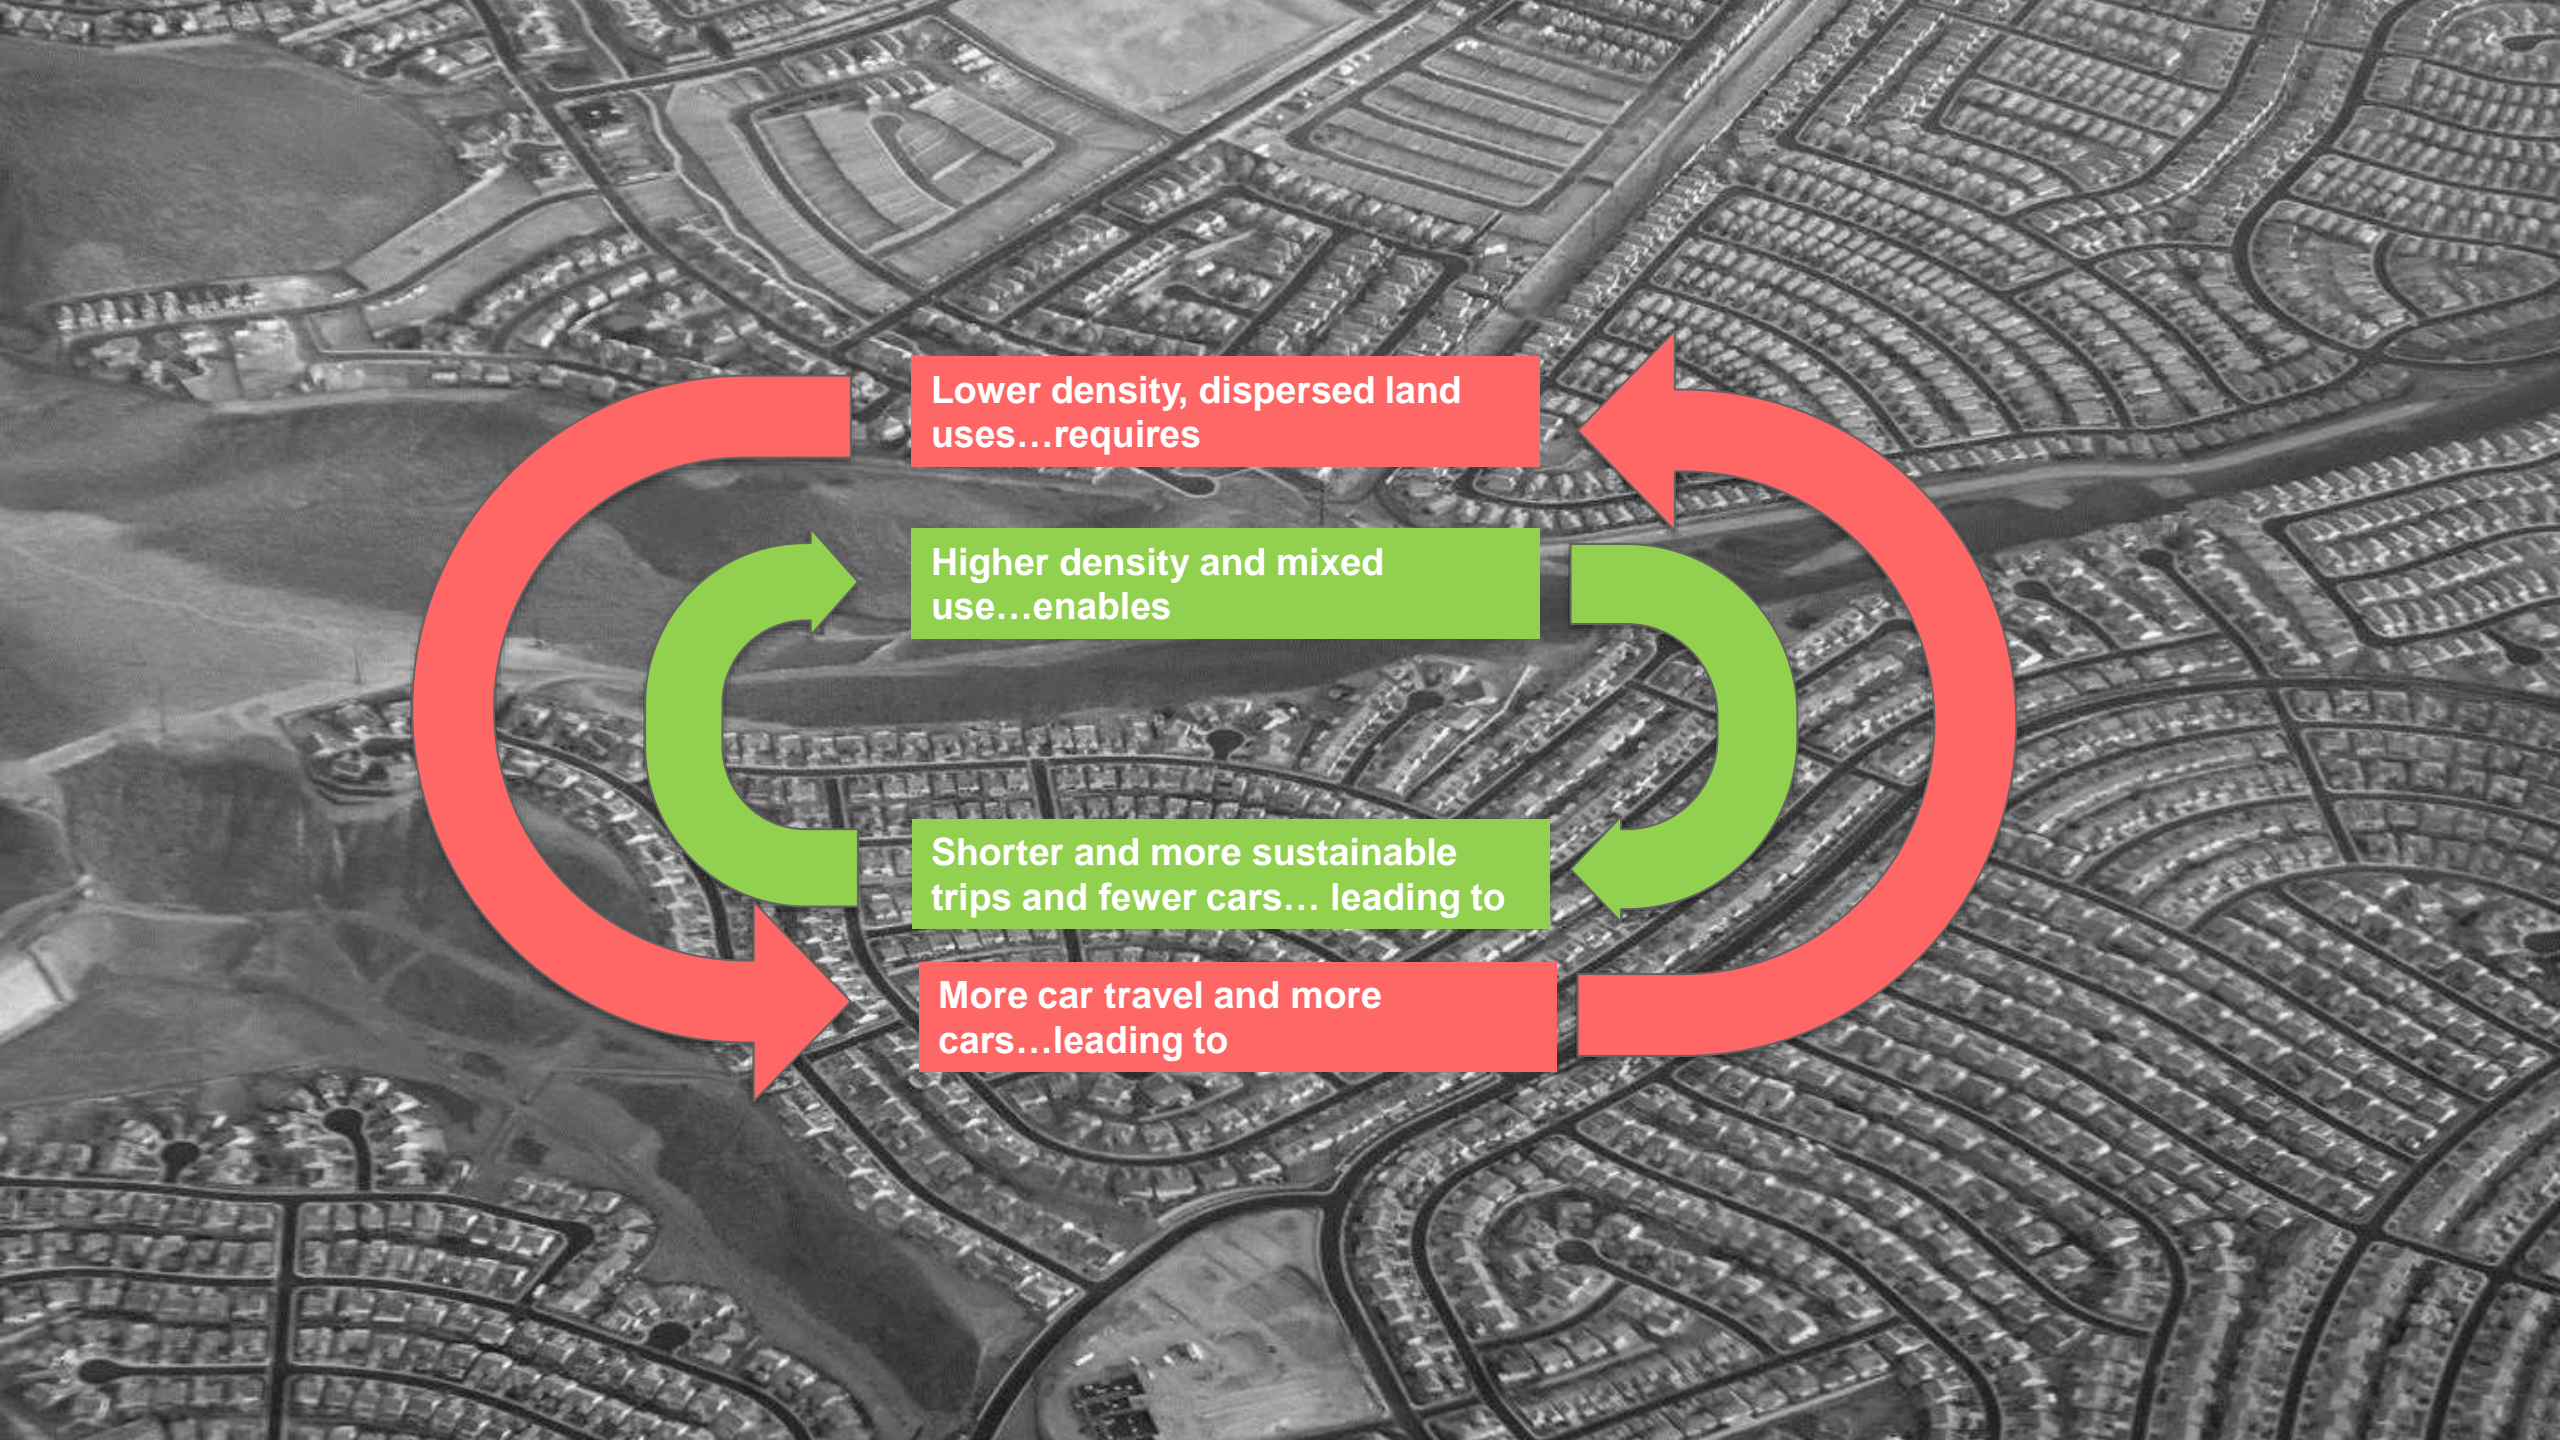 Lower density, dispersed land
uses…requires
Higher density and mixed
use…enables
Shorter and more sustainable
trips and fewer cars… leading to
More car travel and more
cars…leading to